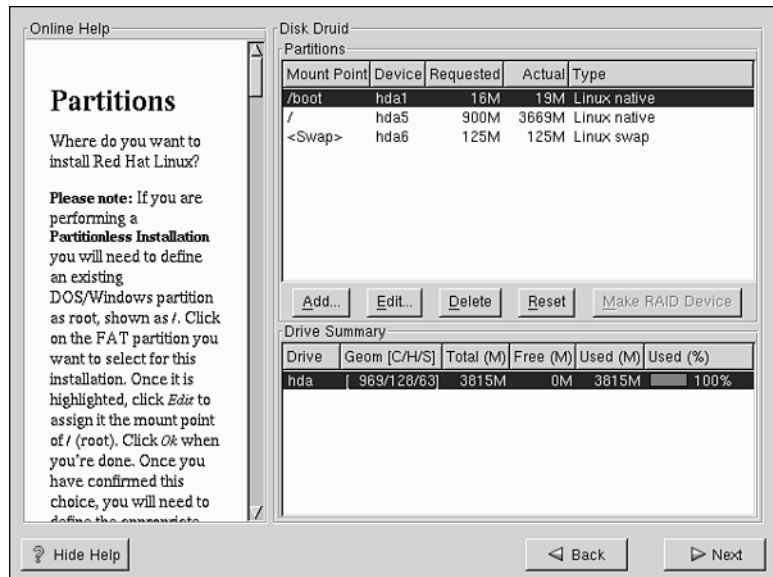 Online Help
Partitions
Where do you want to
install Red Hat Linux?
Please note: If you are
performing a
Partitionless Installation
you will need to define
an existing
DOS/Windows partition
as root, shown as /. Click
on the FAT partition you
want to select for this
installation. Once it is
highlighted, click Edit to
assign it the mount point
of / (root). Click Ok when
you're done. Once you
have confirmed this
choice, you will need to
define the appropriate
Disk Druid
Partitions
Mount Point Device Requested Actual Type
/boot hda1 16M 19M Linux native
/ hda5 900M 3669M Linux native
<Swap> hda6 125M 125M Linux swap
Add... Edit... Delete Reset Make RAID Device
Drive Summary
Drive Geom [C/H/S] Total (M) Free (M) Used (M) Used (%)
hda [ 969/128/63] 3815M 0M 3815M 100%
Hide Help Back Next